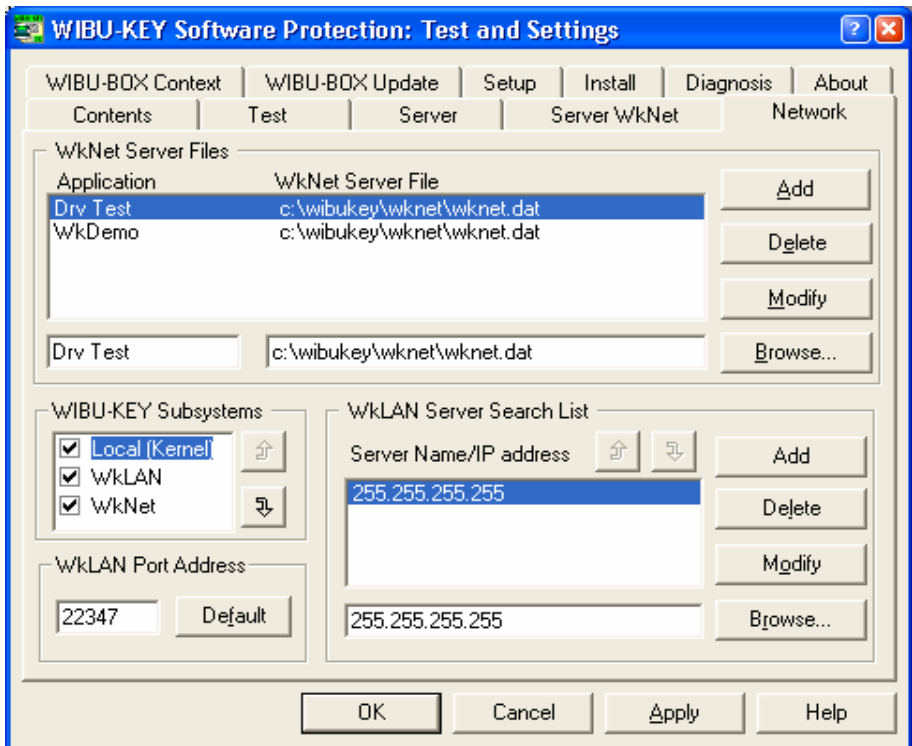 WIBU-KEY Software Protection: Test and Settings
WIBU-BOX Context WIBU-BOX Update Setup Install Diagnosis About
Contents Test Server Server WkNet Network
WkNet Server Files
Application WkNet Server File
Drv Test c:\wibukey\wknet\wknet.dat
WkDemo c:\wibukey\wknet\wknet.dat
Add
Delete
Modify
Drv Test c:\wibukey\wknet\wknet.dat Browse...
WIBU-KEY Subsystems
Local (Kernel)
WkLAN
WkNet
WkLAN Port Address
22347 Default
WkLAN Server Search List
Server Name/IP address
255.255.255.255
Add
Delete
Modify
255.255.255.255 Browse...
OK Cancel Apply Help